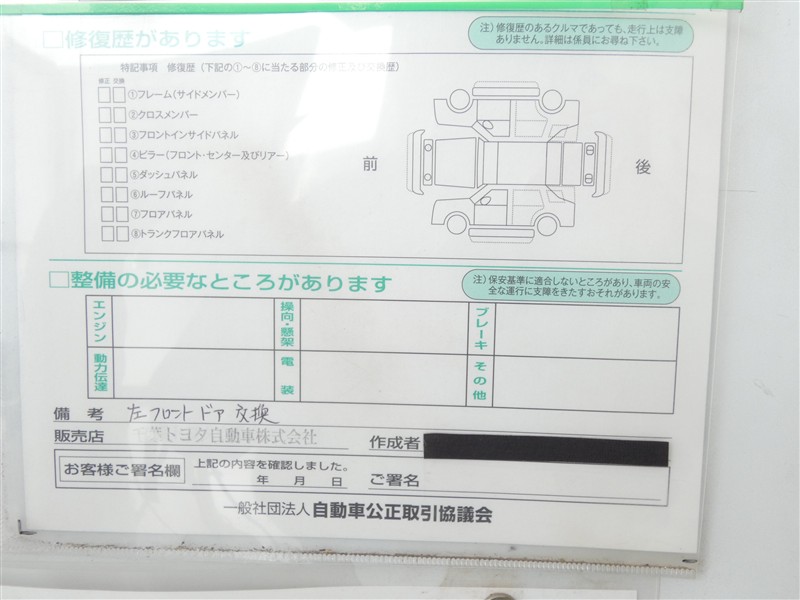 □修復歴があります
注）修復歴のあるクルマであっても、走行上は支障
ありません。詳細は係員にお尋ね下さい。
特記事項 修復歴（下記の①〜⑧に当たる部分の修正及び交換歴）
修正 交換
①フレーム（サイドメンバー）
②クロスメンバー
③フロントインサイドパネル
④ピラー（フロント・センター及びリアー）
⑤ダッシュパネル
⑥ルーフパネル
⑦フロアパネル
⑧トランクフロアパネル
前
後
□整備の必要なところがあります
注）保安基準に適合しないところがあり、車両の安
全な運行に支障をきたすおそれがあります。
エンジン
操向・懸架
ブレーキ
動力伝達
電装
その他
備考 左フロントドア交換
販売店 千葉トヨタ自動車株式会社 作成者
お客様ご署名欄
上記の内容を確認しました。
年 月 日 ご署名
一般社団法人 自動車公正取引協議会